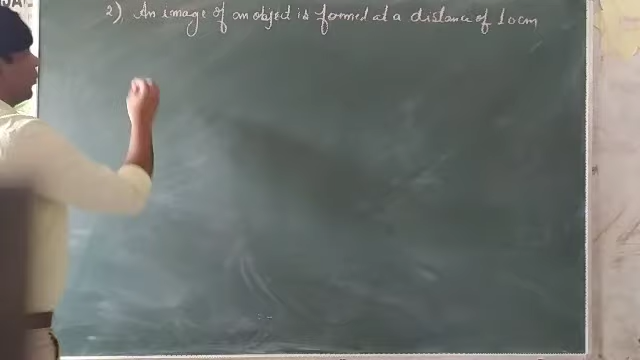 2) An image of an object is formed at a distance of 10cm